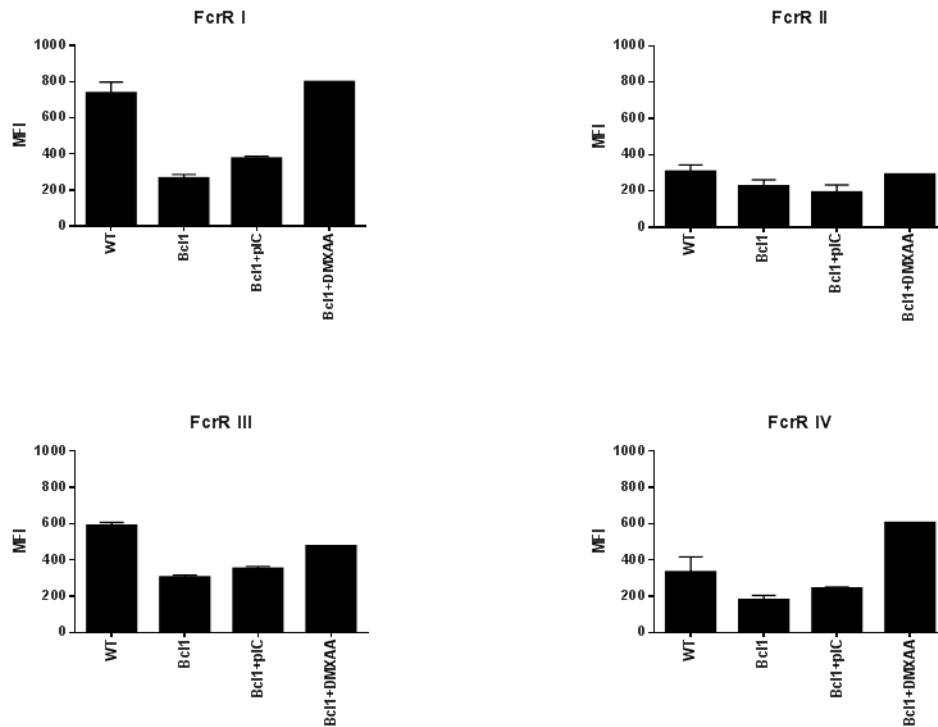 FcrR I
1000
800
600
400
200
0
MFI
WT
Bcl1
Bcl1+pIC
Bcl1+DMXAA
FcrR II
1000
800
600
400
200
0
MFI
WT
Bcl1
Bcl1+pIC
Bcl1+DMXAA
FcrR III
1000
800
600
400
200
0
MFI
WT
Bcl1
Bcl1+pIC
Bcl1+DMXAA
FcrR IV
1000
800
600
400
200
0
MFI
WT
Bcl1
Bcl1+pIC
Bcl1+DMXAA